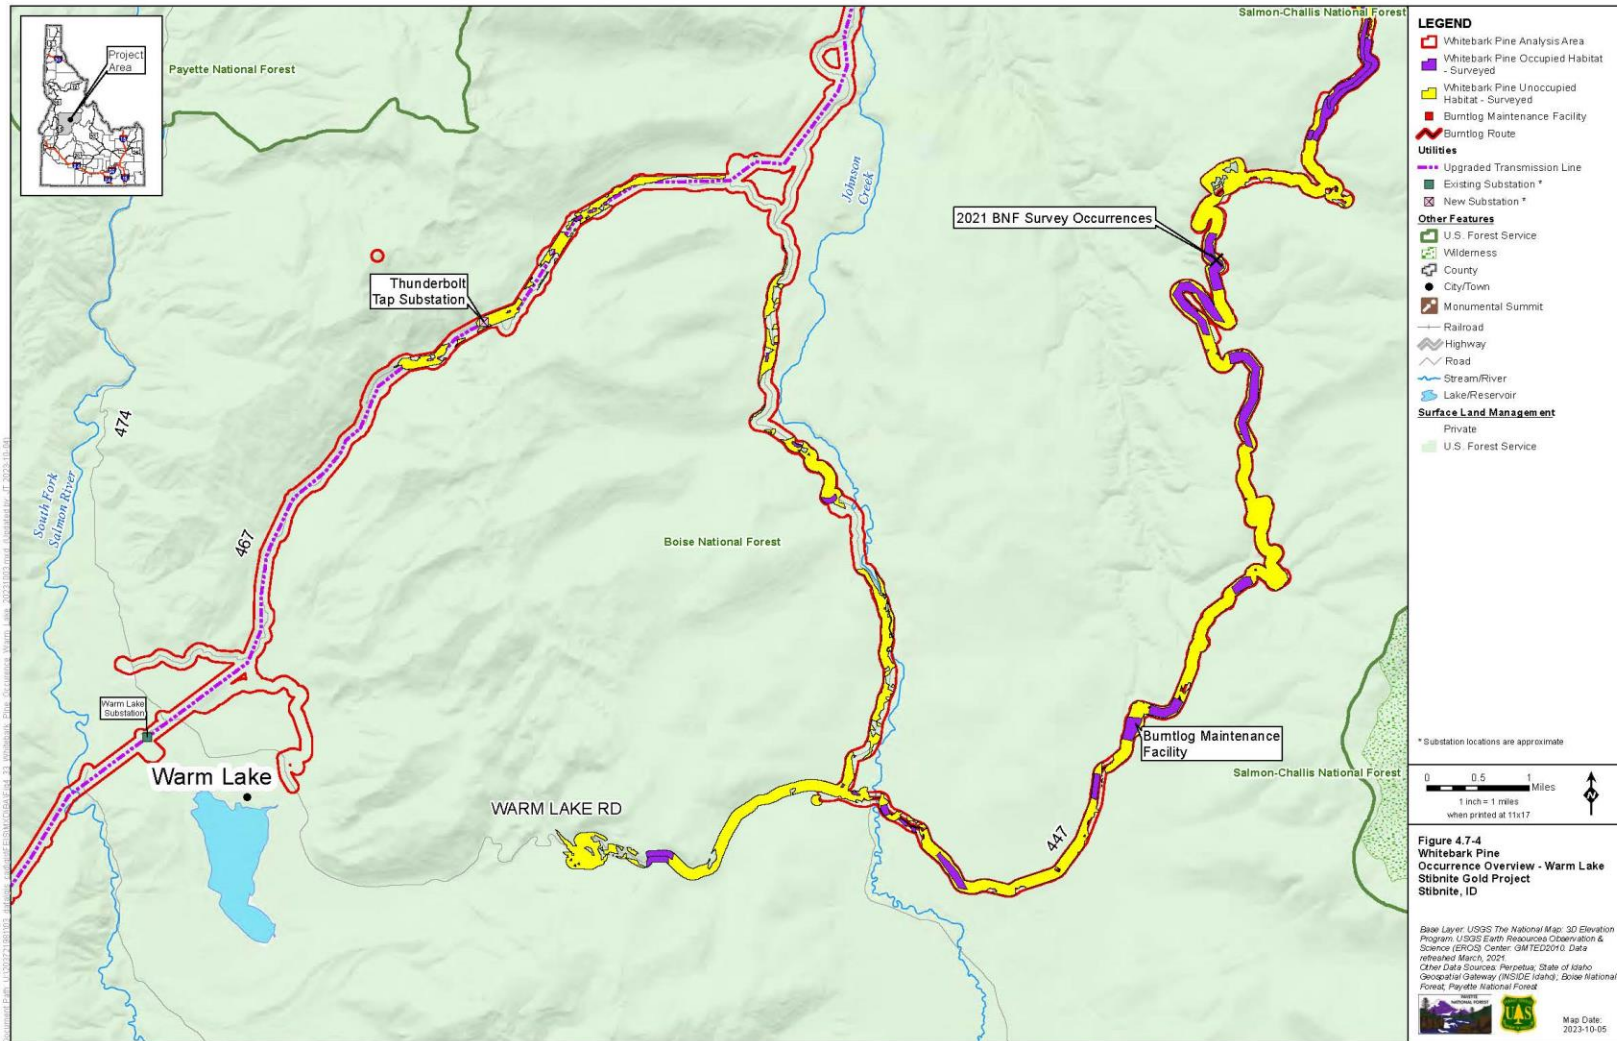 Salmon-Challis National Forest
Project
Area
Payette National Forest
Johnson
Creek
2021 BNF Survey Occurrences
Thunderbolt
Tap Substation
474
South Fork
Salmon River
467
Boise National Forest
Warm Lake
Substation
Warm Lake
WARM LAKE RD
447
Burntlog Maintenance
Facility
Salmon-Challis National Forest
LEGEND
Whitebark Pine Analysis Area
Whitebark Pine Occupied Habitat
- Surveyed
Whitebark Pine Unoccupied
Habitat - Surveyed
Burntlog Maintenance Facility
Burntlog Route
Utilities
Upgraded Transmission Line
Existing Substation *
New Substation *
Other Features
U.S. Forest Service
Wilderness
County
City/Town
Monumental Summit
Railroad
Highway
Road
Stream/River
Lake/Reservoir
Surface Land Management
Private
U.S. Forest Service
* Substation locations are approximate
0 0.5 1
Miles
1 inch = 1 miles
when printed at 11x17
N
Figure 4.7-4
Whitebark Pine
Occurrence Overview - Warm Lake
Stibnite Gold Project
Stibnite, ID
Base Layer: USGS The National Map: 3D Elevation
Program. USGS Earth Resources Observation &
Science (EROS) Center: GMTED2010. Data
refreshed March, 2021.
Other Data Sources: Perpetua; State of Idaho
Geospatial Gateway (INSIDE Idaho); Boise National
Forest; Payette National Forest
PAYETTE
NATIONAL FOREST
UAS
Map Date:
2023-10-05